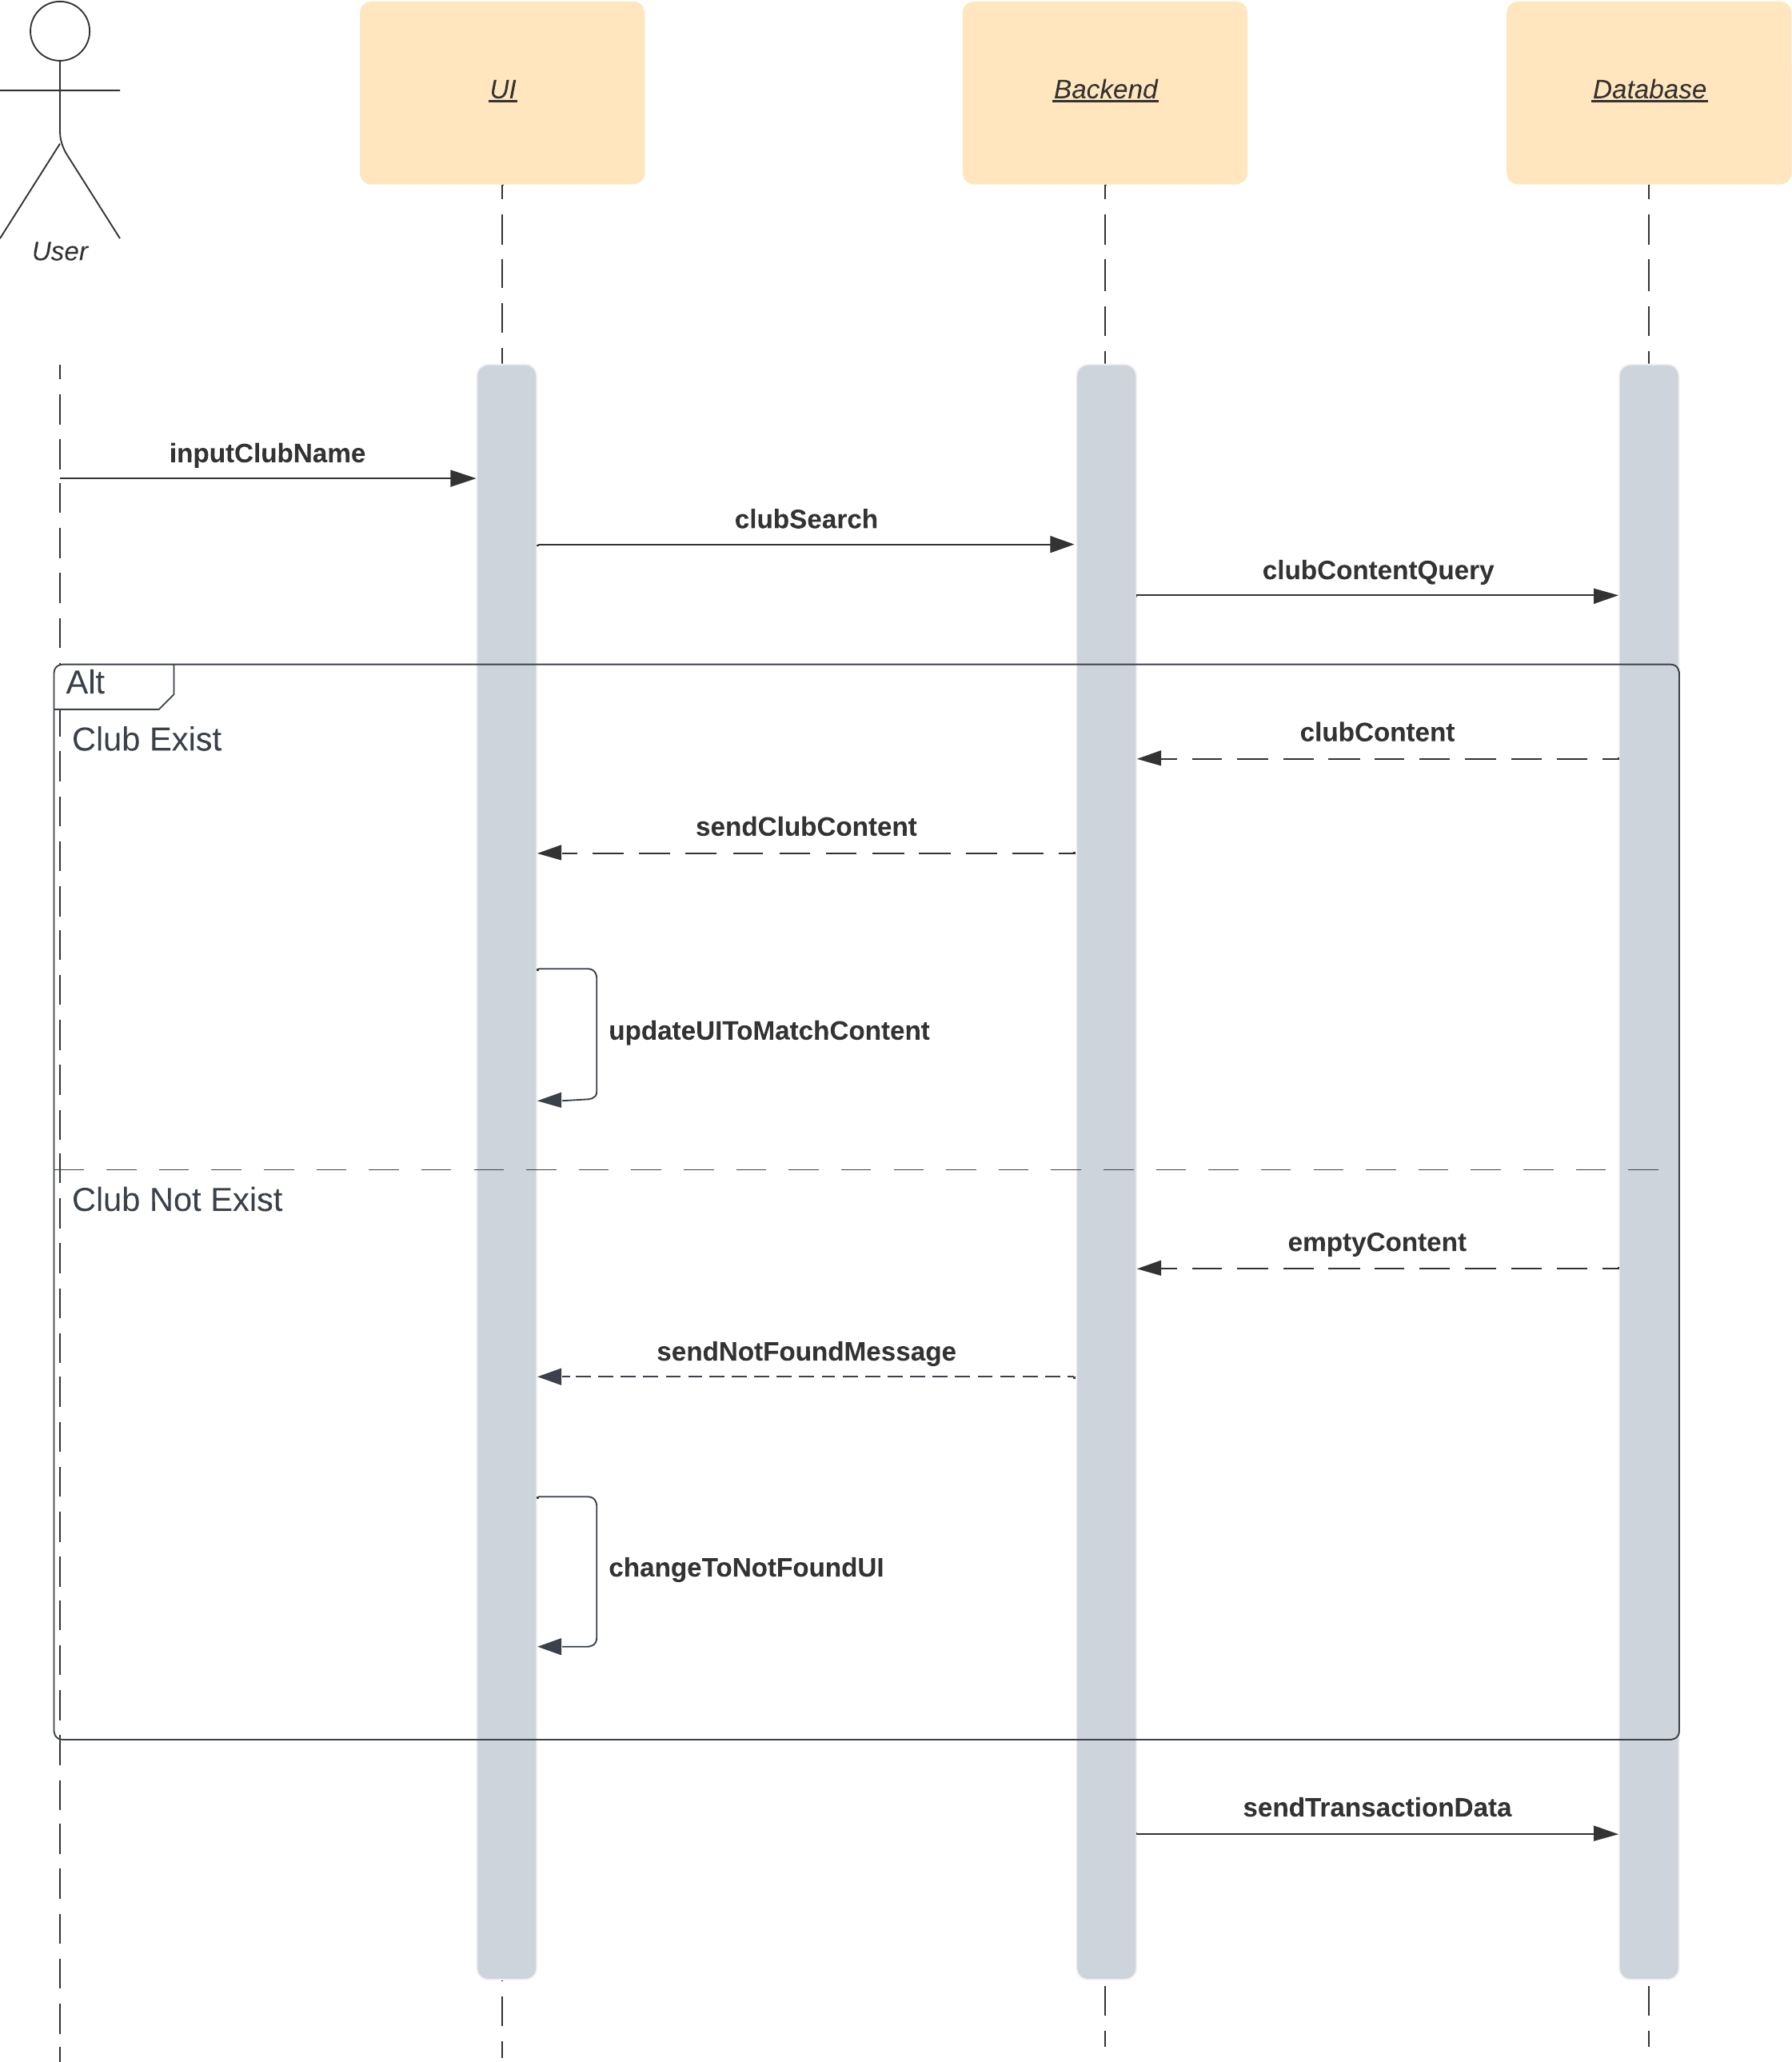 UI
Backend
Database
User
inputClubName
clubSearch
clubContentQuery
Alt
Club Exist
clubContent
sendClubContent
updateUIToMatchContent
Club Not Exist
emptyContent
sendNotFoundMessage
changeToNotFoundUI
sendTransactionData